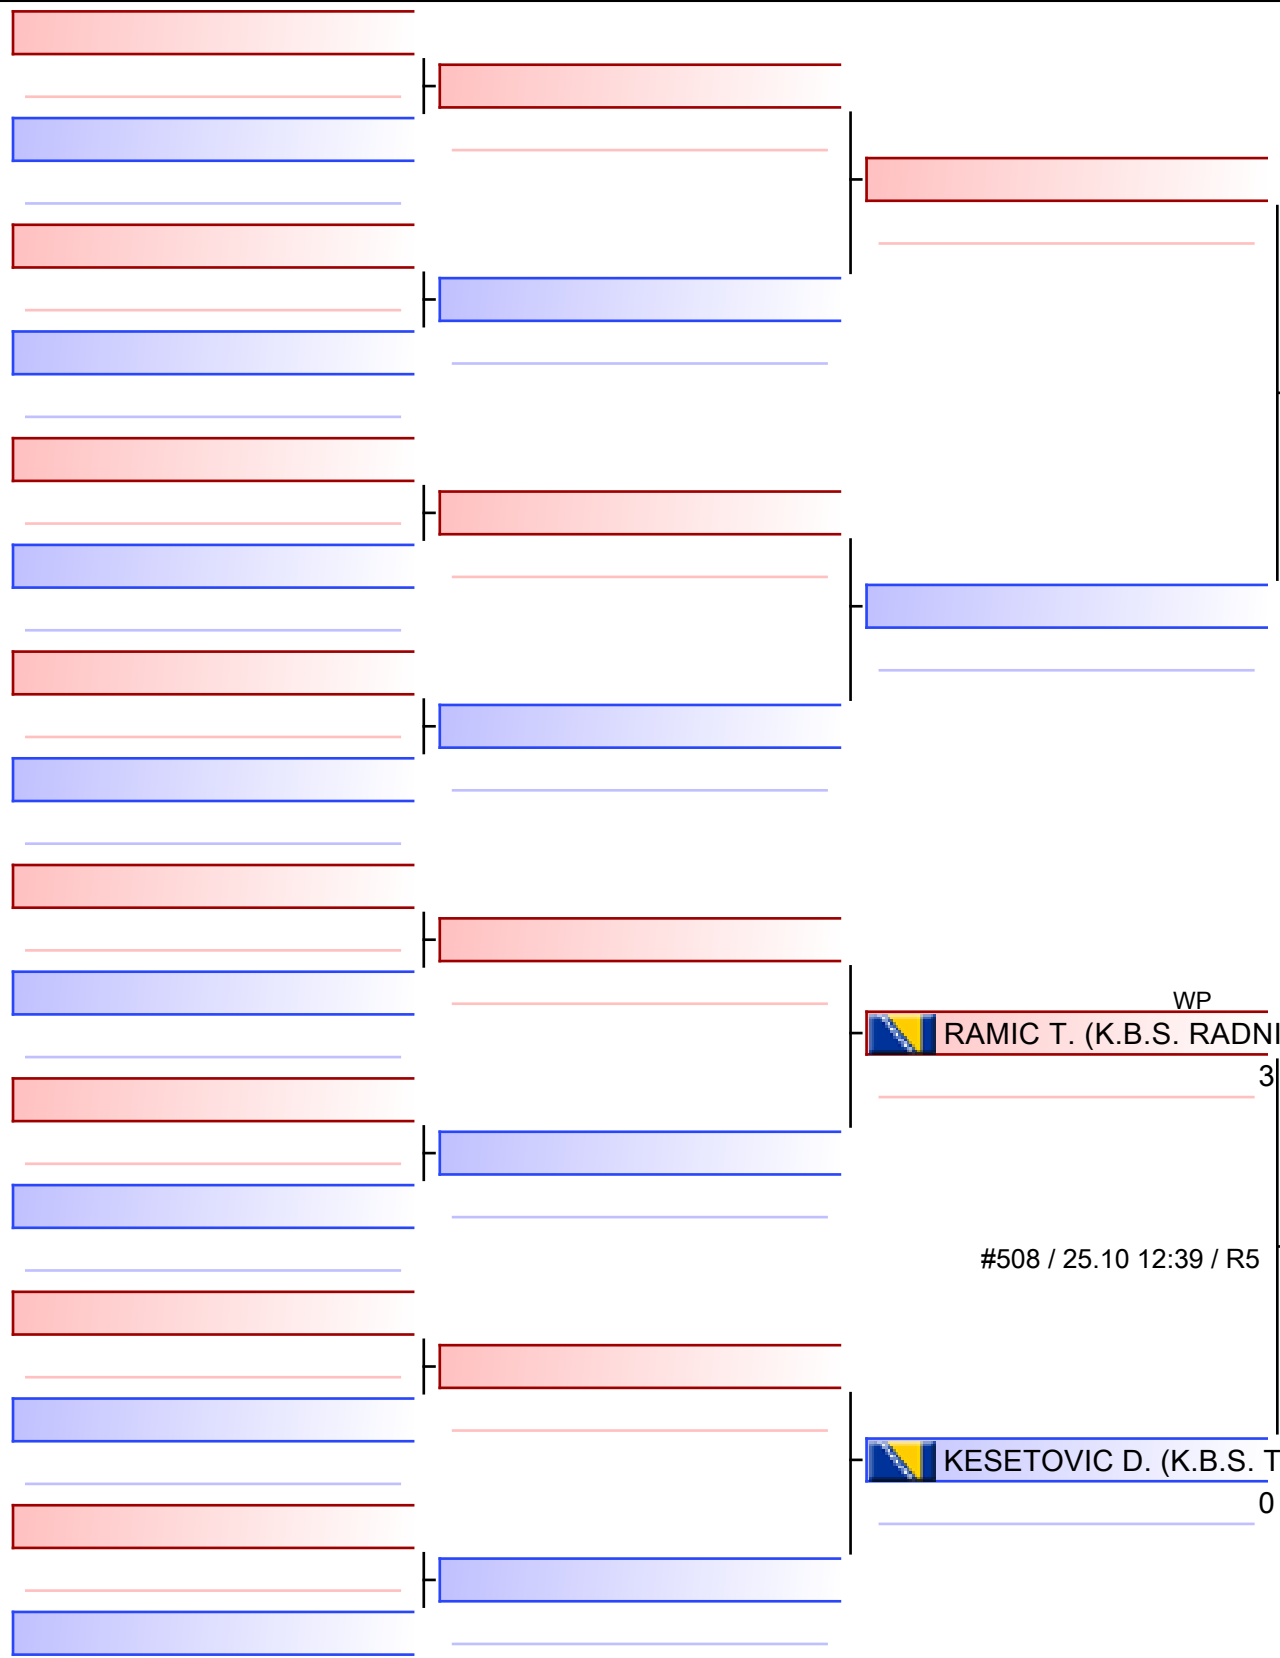 WP
RAMIC T. (K.B.S. RADNI
3
#508 / 25.10 12:39 / R5
KESETOVIC D. (K.B.S. T
0